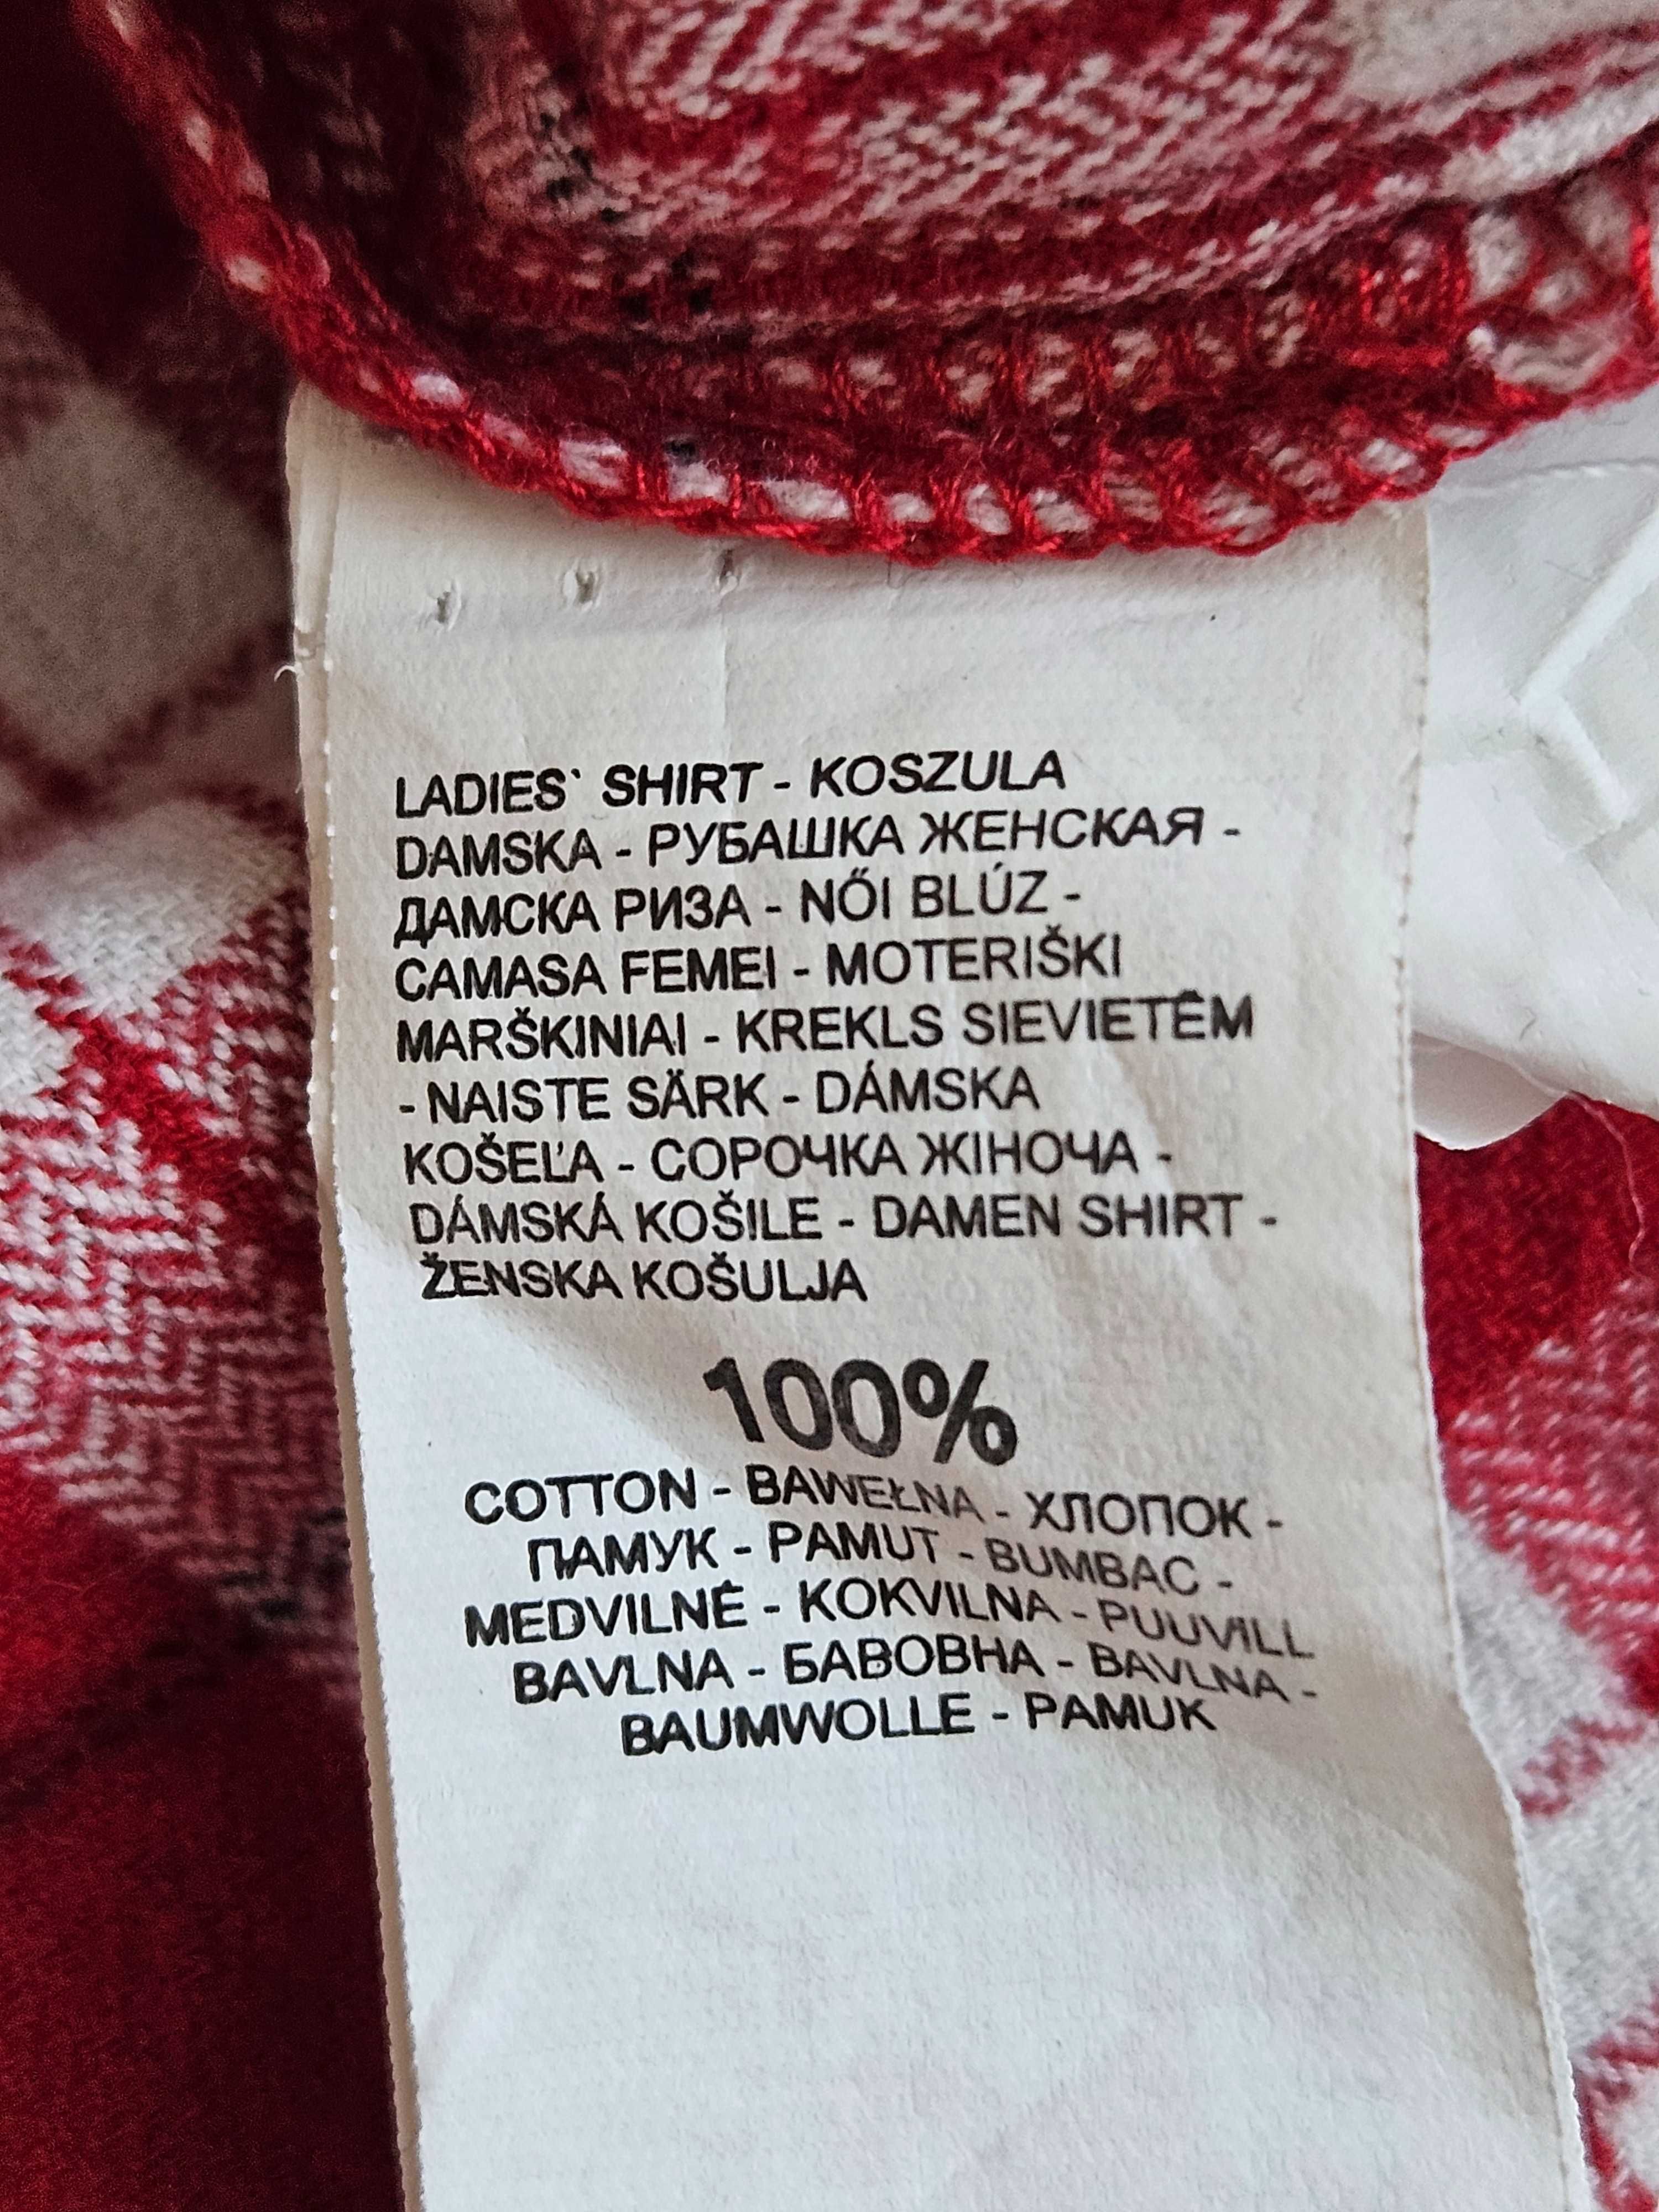 LADIES` SHIRT - KOSZULA
DAMSKA - РУБАШКА ЖЕНСКАЯ -
ДАМСКА РИЗА - NŐI BLÚZ -
CAMASA FEMEI - MOTERIŠKI
MARŠKINIAI - KREKLS SIEVIETĒM
- NAISTE SÄRK - DÁMSKA
KOŠEĽA - СОРОЧКА ЖІНОЧА -
DÁMSKÁ KOŠILE - DAMEN SHIRT -
ŽENSKA KOŠULJA
100%
COTTON - BAWEŁNA - ХЛОПОК -
ПАМУК - PAMUT - BUMBAC -
MEDVILNĖ - KOKVILNA - PUUVILL
BAVLNA - БАВОВНА - BAVLNA -
BAUMWOLLE - PAMUK